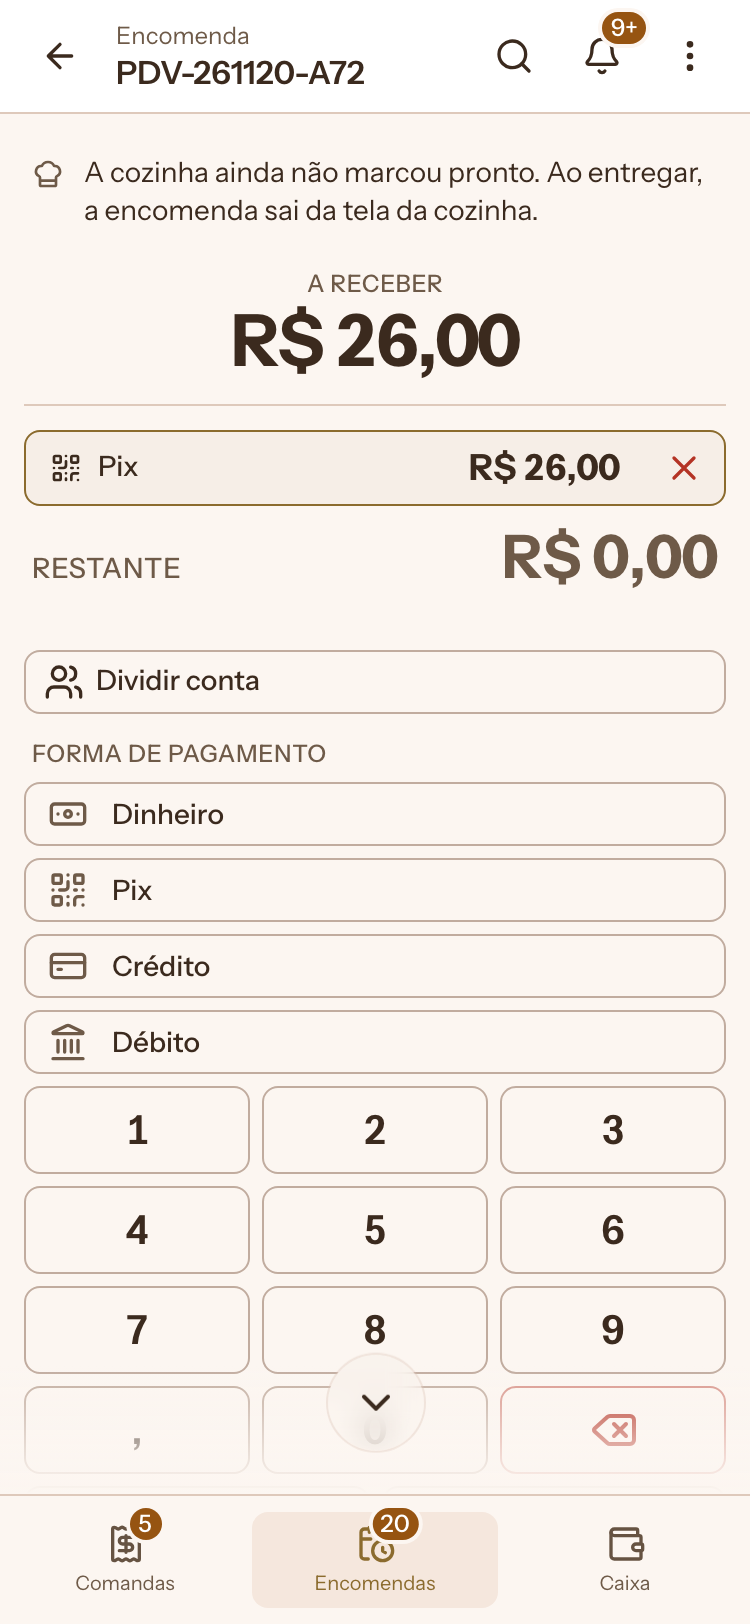 Encomenda
PDV-261120-A72
9+
A cozinha ainda não marcou pronto. Ao entregar,
a encomenda sai da tela da cozinha.
A RECEBER
R$ 26,00
Pix R$ 26,00
RESTANTE R$ 0,00
Dividir conta
FORMA DE PAGAMENTO
Dinheiro
Pix
Crédito
Débito
1 2 3
4 5 6
7 8 9
, 0
5 20
Comandas Encomendas Caixa